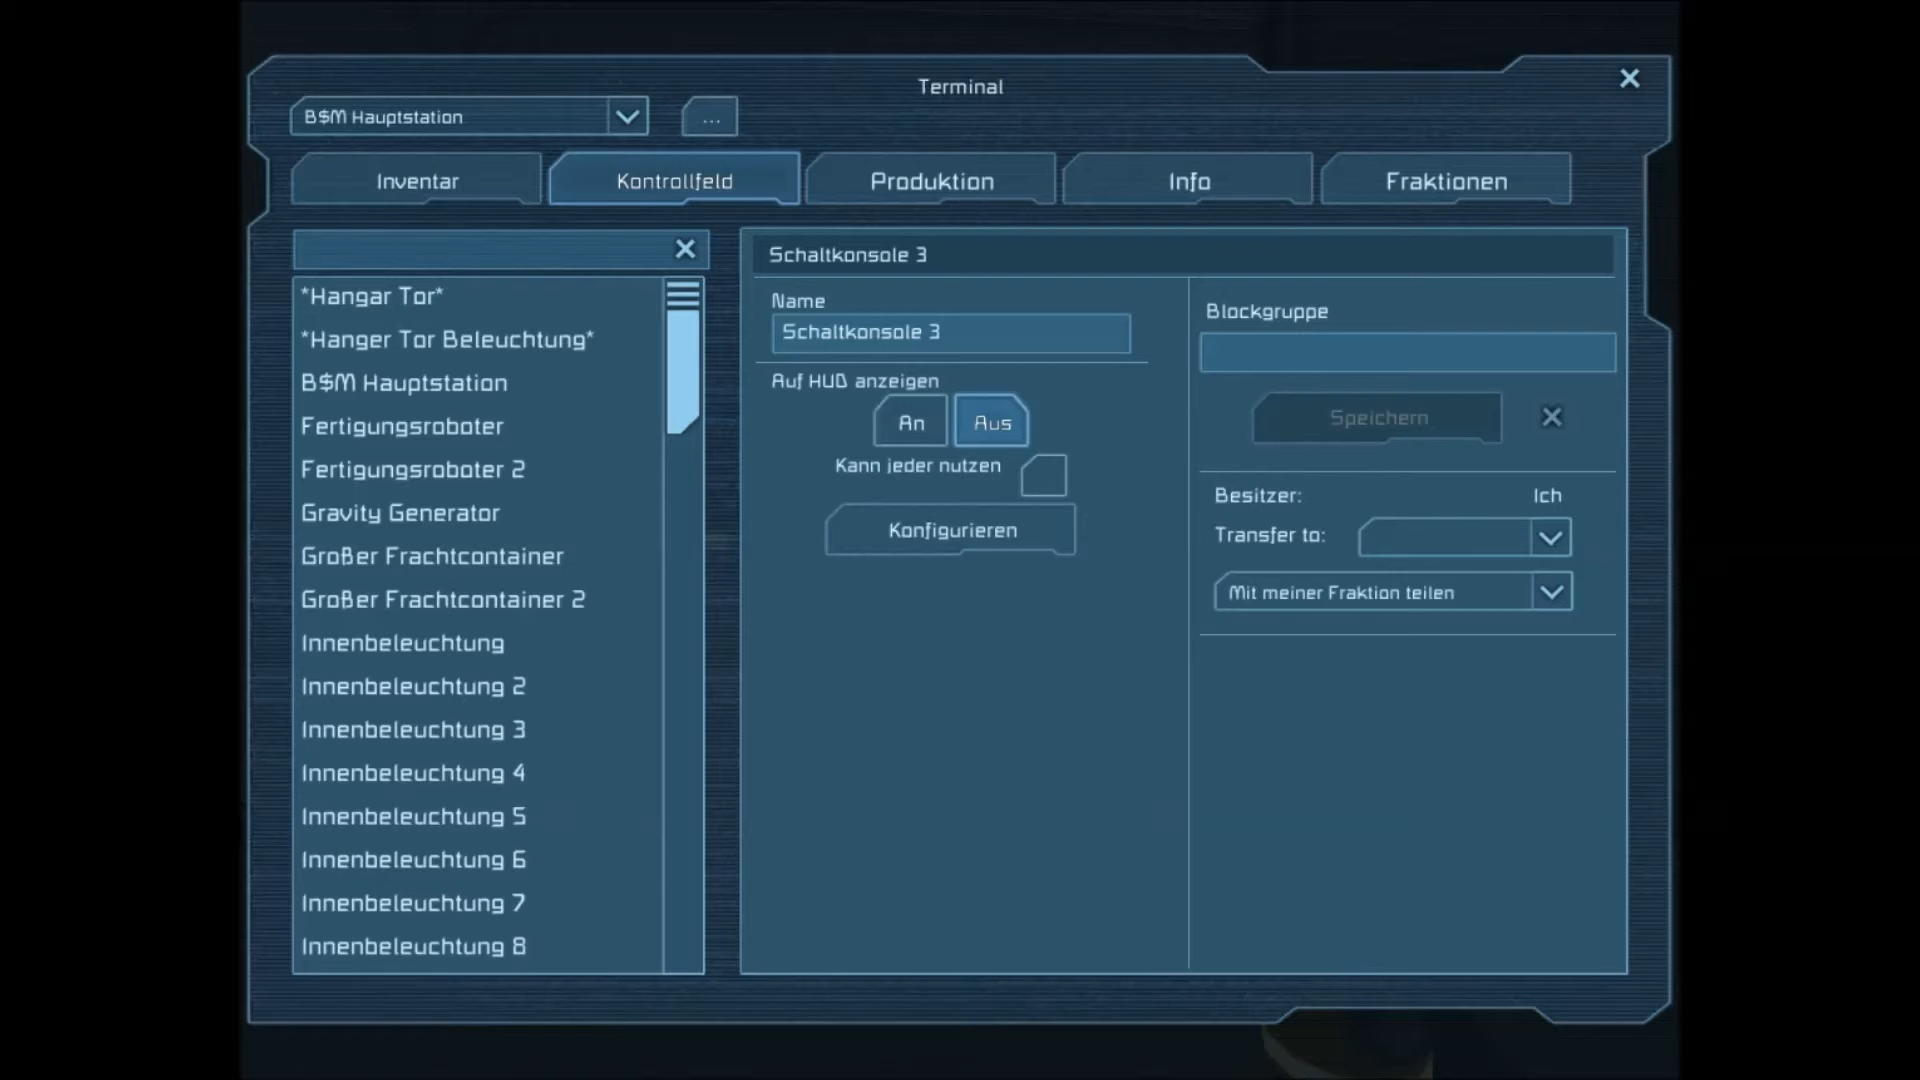 Terminal
B$M Hauptstation
...
Inventar
Kontrollfeld
Produktion
Info
Fraktionen
*Hangar Tor*
*Hanger Tor Beleuchtung*
B$M Hauptstation
Fertigungsroboter
Fertigungsroboter 2
Gravity Generator
Großer Frachtcontainer
Großer Frachtcontainer 2
Innenbeleuchtung
Innenbeleuchtung 2
Innenbeleuchtung 3
Innenbeleuchtung 4
Innenbeleuchtung 5
Innenbeleuchtung 6
Innenbeleuchtung 7
Innenbeleuchtung 8
Schaltkonsole 3
Name
Schaltkonsole 3
Auf HUD anzeigen
An
Aus
Kann jeder nutzen
Konfigurieren
Blockgruppe
Speichern
Besitzer: Ich
Transfer to:
Mit meiner Fraktion teilen